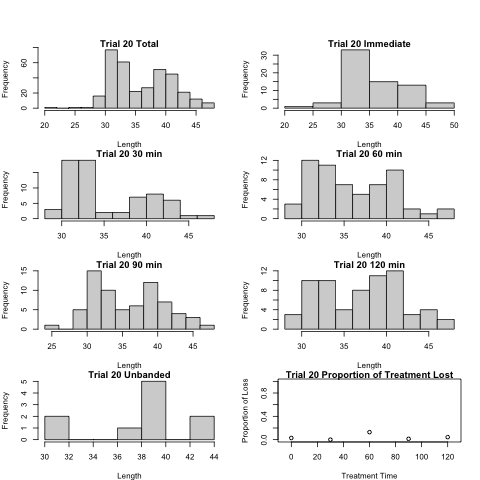 Trial 20 Total
Frequency
0 20 60
20 25 30 35 40 45
Length
Trial 20 Immediate
Frequency
0 10 20 30
20 25 30 35 40 45 50
Length
Trial 20 30 min
Frequency
0 5 10
30 35 40 45
Length
Trial 20 60 min
Frequency
0 4 8 12
30 35 40 45
Length
Trial 20 90 min
Frequency
0 5 10 15
25 30 35 40 45
Length
Trial 20 120 min
Frequency
0 4 8 12
30 35 40 45
Length
Trial 20 Unbanded
Frequency
0 1 2 3 4 5
30 32 34 36 38 40 42 44
Length
Trial 20 Proportion of Treatment Lost
Proportion of Loss
0.0 0.4 0.8
0 20 40 60 80 100 120
Treatment Time